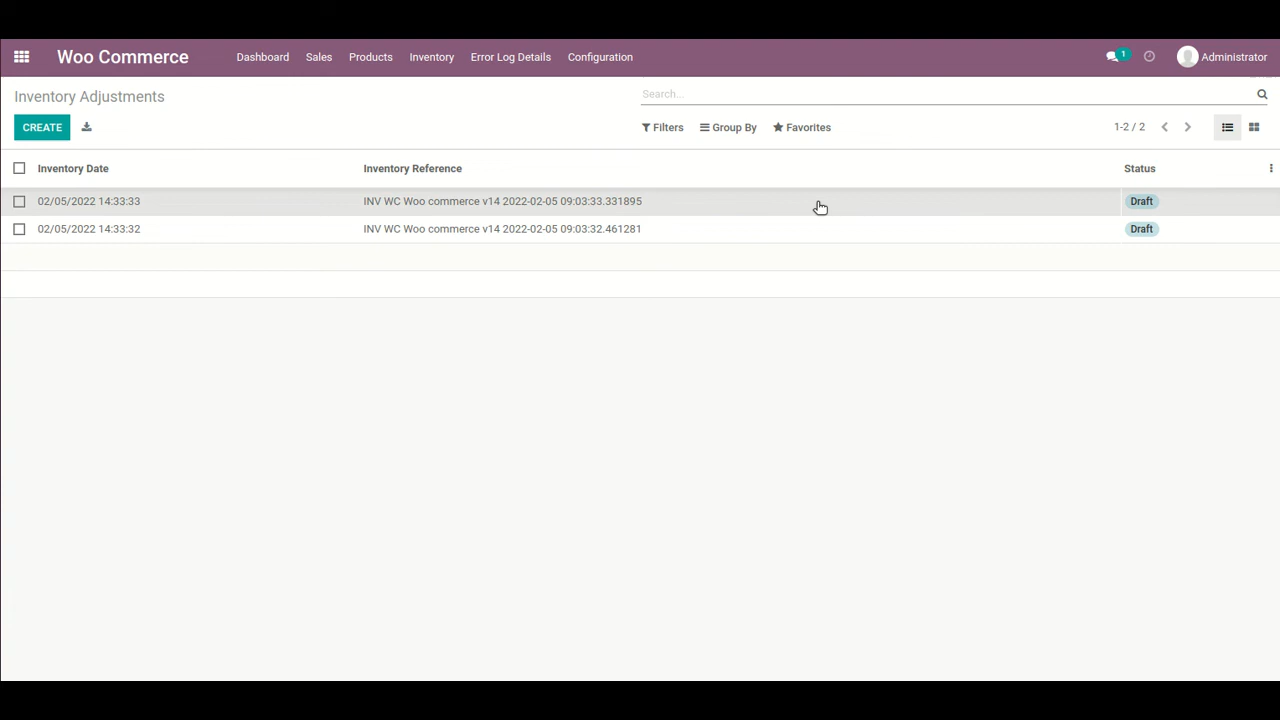 Woo Commerce Dashboard Sales Products Inventory Error Log Details Configuration 1 Administrator
Inventory Adjustments Search...
CREATE Filters Group By Favorites 1-2 / 2
Inventory Date Inventory Reference Status
02/05/2022 14:33:33 INV WC Woo commerce v14 2022-02-05 09:03:33.331895 Draft
02/05/2022 14:33:32 INV WC Woo commerce v14 2022-02-05 09:03:32.461281 Draft